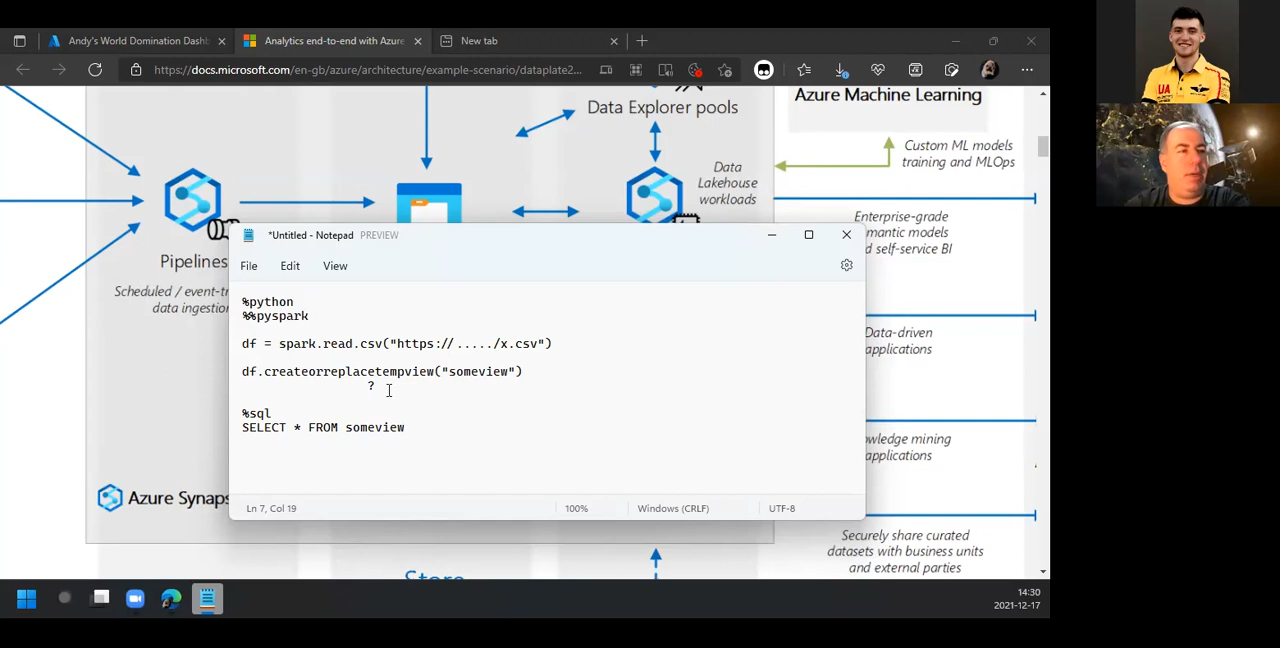 Andy's World Domination Dashb
Analytics end-to-end with Azure
New tab
https://docs.microsoft.com/en-gb/azure/architecture/example-scenario/dataplate2...
Data Explorer pools
Azure Machine Learning
Custom ML models
training and MLOps
Data
Lakehouse
workloads
Enterprise-grade
mantic models
d self-service BI
Pipelines
Scheduled / event-tr
data ingestion
*Untitled - Notepad PREVIEW
File Edit View
%python
%%pyspark
df = spark.read.csv("https://...../x.csv")
df.createorreplacetempview("someview")
?
%sql
SELECT * FROM someview
Ln 7, Col 19
100%
Windows (CRLF)
UTF-8
Data-driven
applications
wledge mining
applications
Azure Synaps
Securely share curated
datasets with business units
and external parties
Store
14:30
2021-12-17
UA